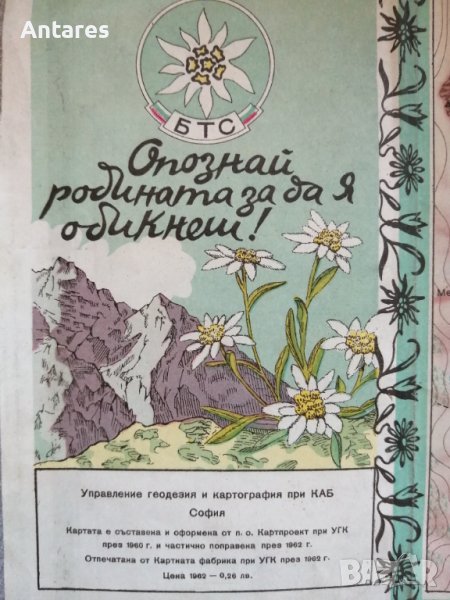 Antares
БТС
Опознай
родината за да я
обикнеш!
Управление геодезия и картография при КАБ
София
Картата е съставена и оформена от п. о. Картпроект при УГК
през 1960 г. и частично поправена през 1962 г.
Отпечатана от Картната фабрика при УГК през 1962 г.
Цена 1962 — 0,26 лв.